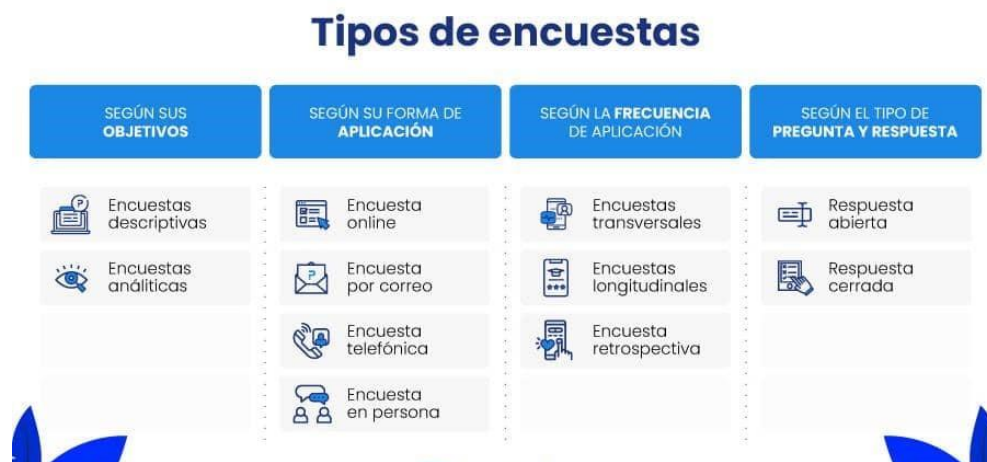 Tipos de encuestas
SEGÚN SUS
OBJETIVOS
Encuestas
descriptivas
Encuestas
análiticas
SEGÚN SU FORMA DE
APLICACIÓN
Encuesta
online
Encuesta
por correo
Encuesta
telefónica
Encuesta
en persona
SEGÚN LA FRECUENCIA
DE APLICACIÓN
Encuestas
transversales
Encuestas
longitudinales
Encuesta
retrospectiva
SEGÚN EL TIPO DE
PREGUNTA Y RESPUESTA
Respuesta
abierta
Respuesta
cerrada